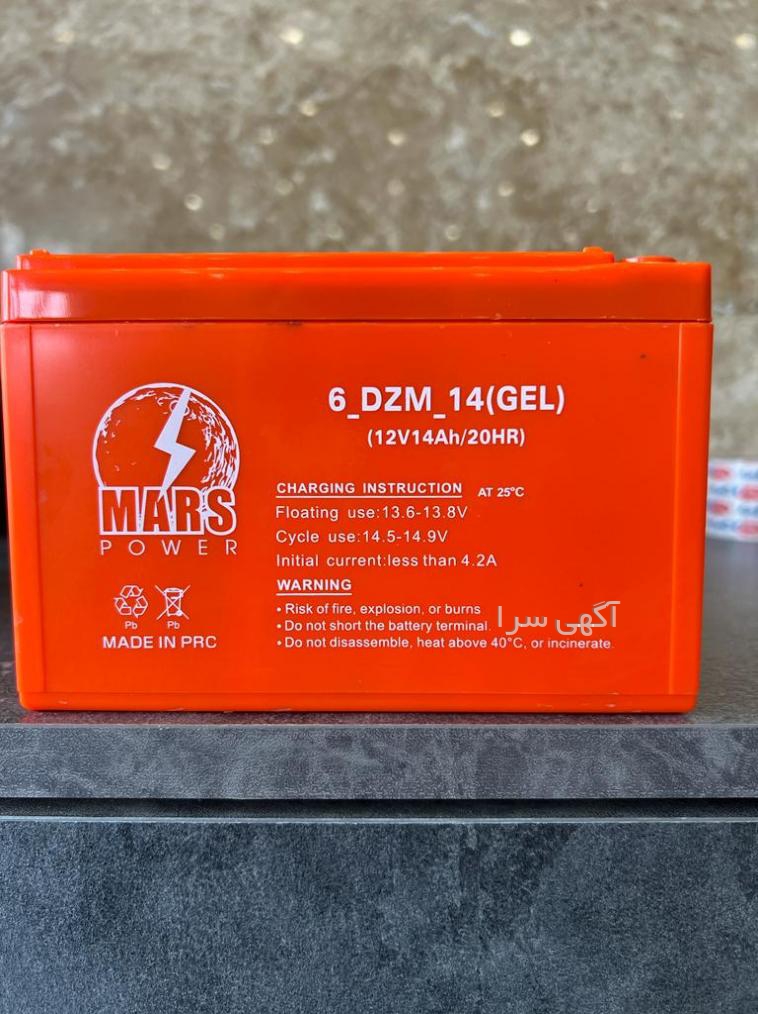 6_DZM_14(GEL)
(12V14Ah/20HR)
MARS
POWER
CHARGING INSTRUCTION AT 25°C
Floating use:13.6-13.8V
Cycle use:14.5-14.9V
Initial current:less than 4.2A
WARNING
• Risk of fire, explosion, or burns
• Do not short the battery terminal.
• Do not disassemble, heat above 40°C, or incinerate.
آگهی سرا
Pb Pb
MADE IN PRC